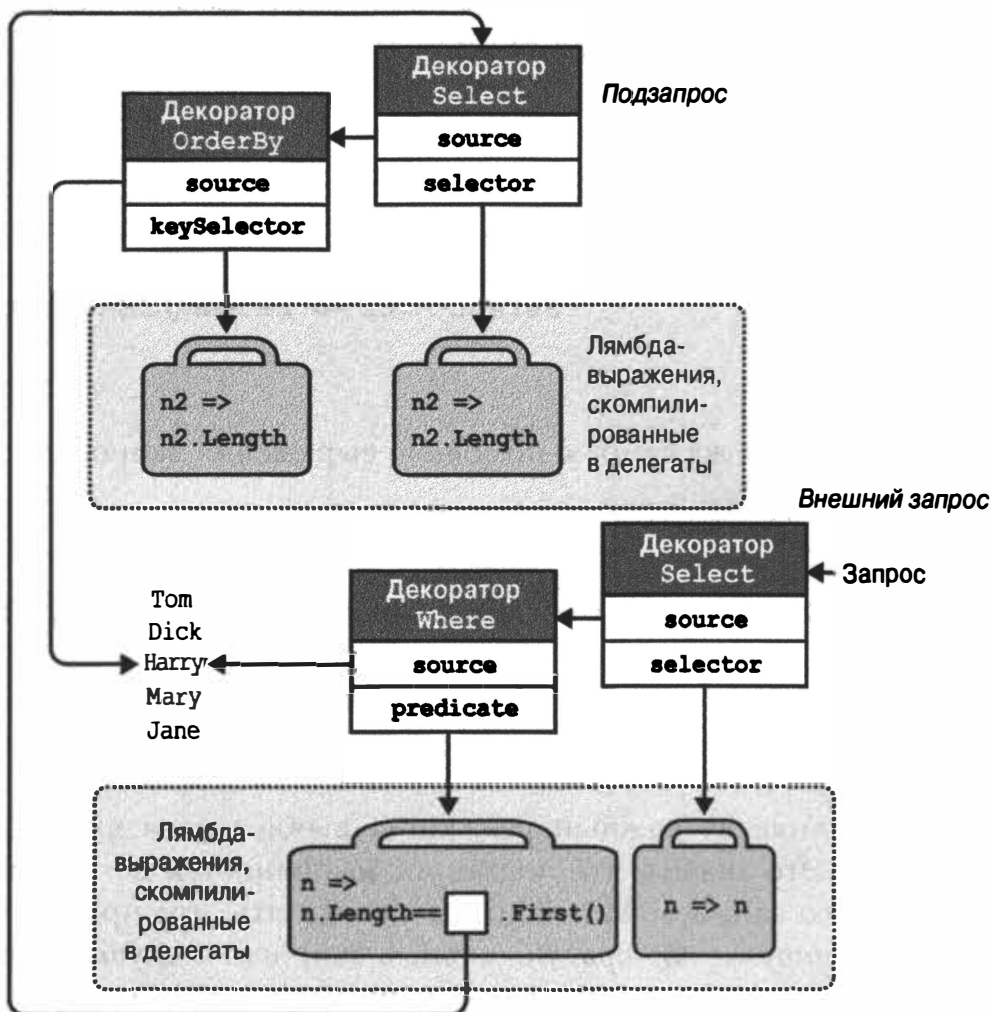 Декоратор
Select
source
selector
Подзапрос
Декоратор
OrderBy
source
keySelector
n2 =>
n2.Length
n2 =>
n2.Length
Лямбда-
выражения,
скомпили-
рованные
в делегаты
Внешний запрос
Декоратор
Select
source
selector
Запрос
Декоратор
Where
source
predicate
Tom
Dick
Harry
Mary
Jane
Лямбда-
выражения,
скомпили-
рованные
в делегаты
n =>
n.Length== .First()
n => n